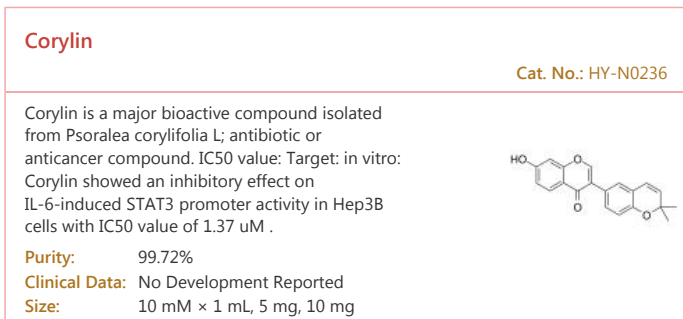 Corylin
Cat. No.: HY-N0236
Corylin is a major bioactive compound isolated
from Psoralea corylifolia L; antibiotic or
anticancer compound. IC50 value: Target: in vitro:
Corylin showed an inhibitory effect on
IL-6-induced STAT3 promoter activity in Hep3B
cells with IC50 value of 1.37 uM .
HO
O
O
O
Purity: 99.72%
Clinical Data: No Development Reported
Size: 10 mM × 1 mL, 5 mg, 10 mg